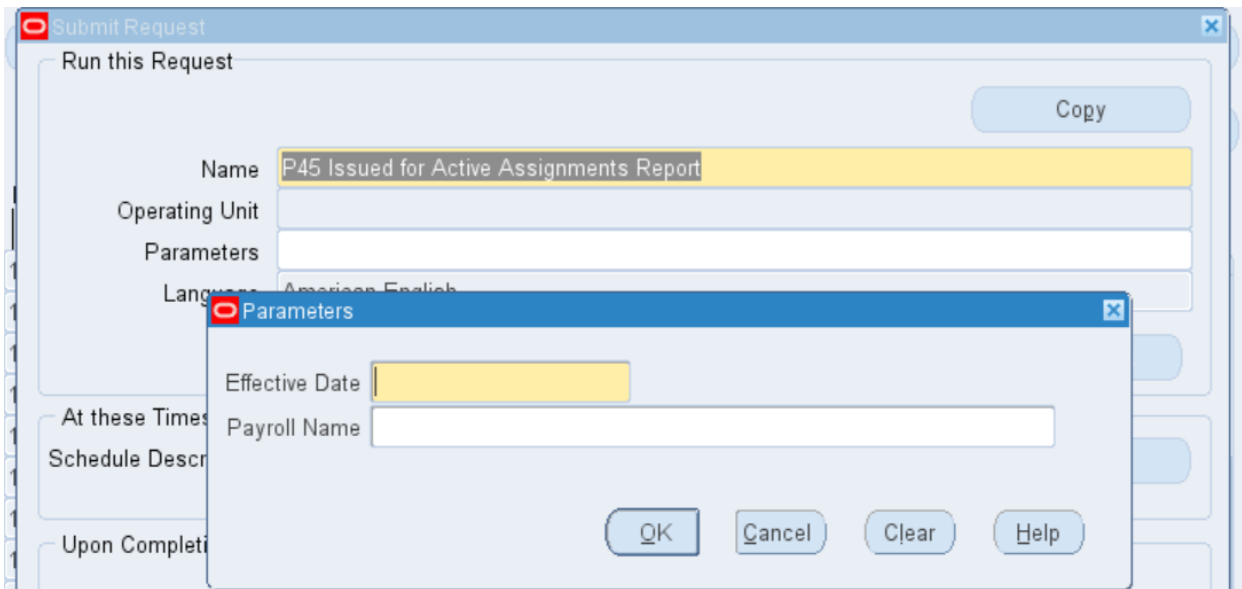 Submit Request
Run this Request
Copy
Name P45 Issued for Active Assignments Report
Operating Unit
Parameters
Language American English
Parameters
Effective Date
Payroll Name
At these Times
Schedule Descr
OK Cancel Clear Help
Upon Completi